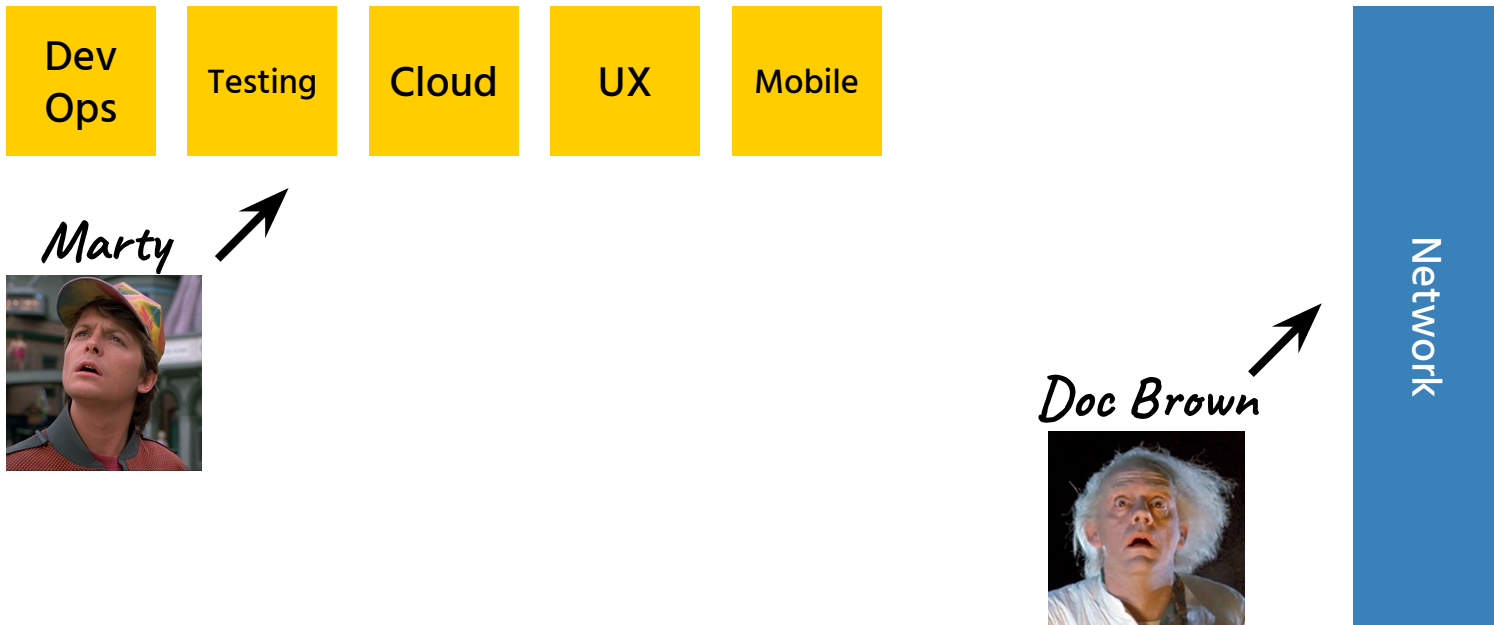 Dev
Ops
Testing
Cloud
UX
Mobile
Marty
Doc Brown
Network